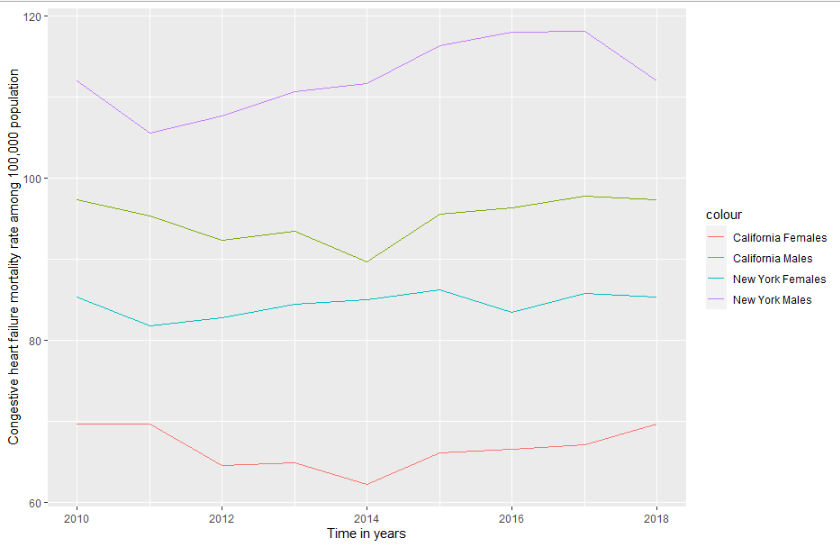 Congestive heart failure mortality rate among 100,000 population
120
100
80
60
2010
2012
2014
2016
2018
Time in years
colour
California Females
California Males
New York Females
New York Males